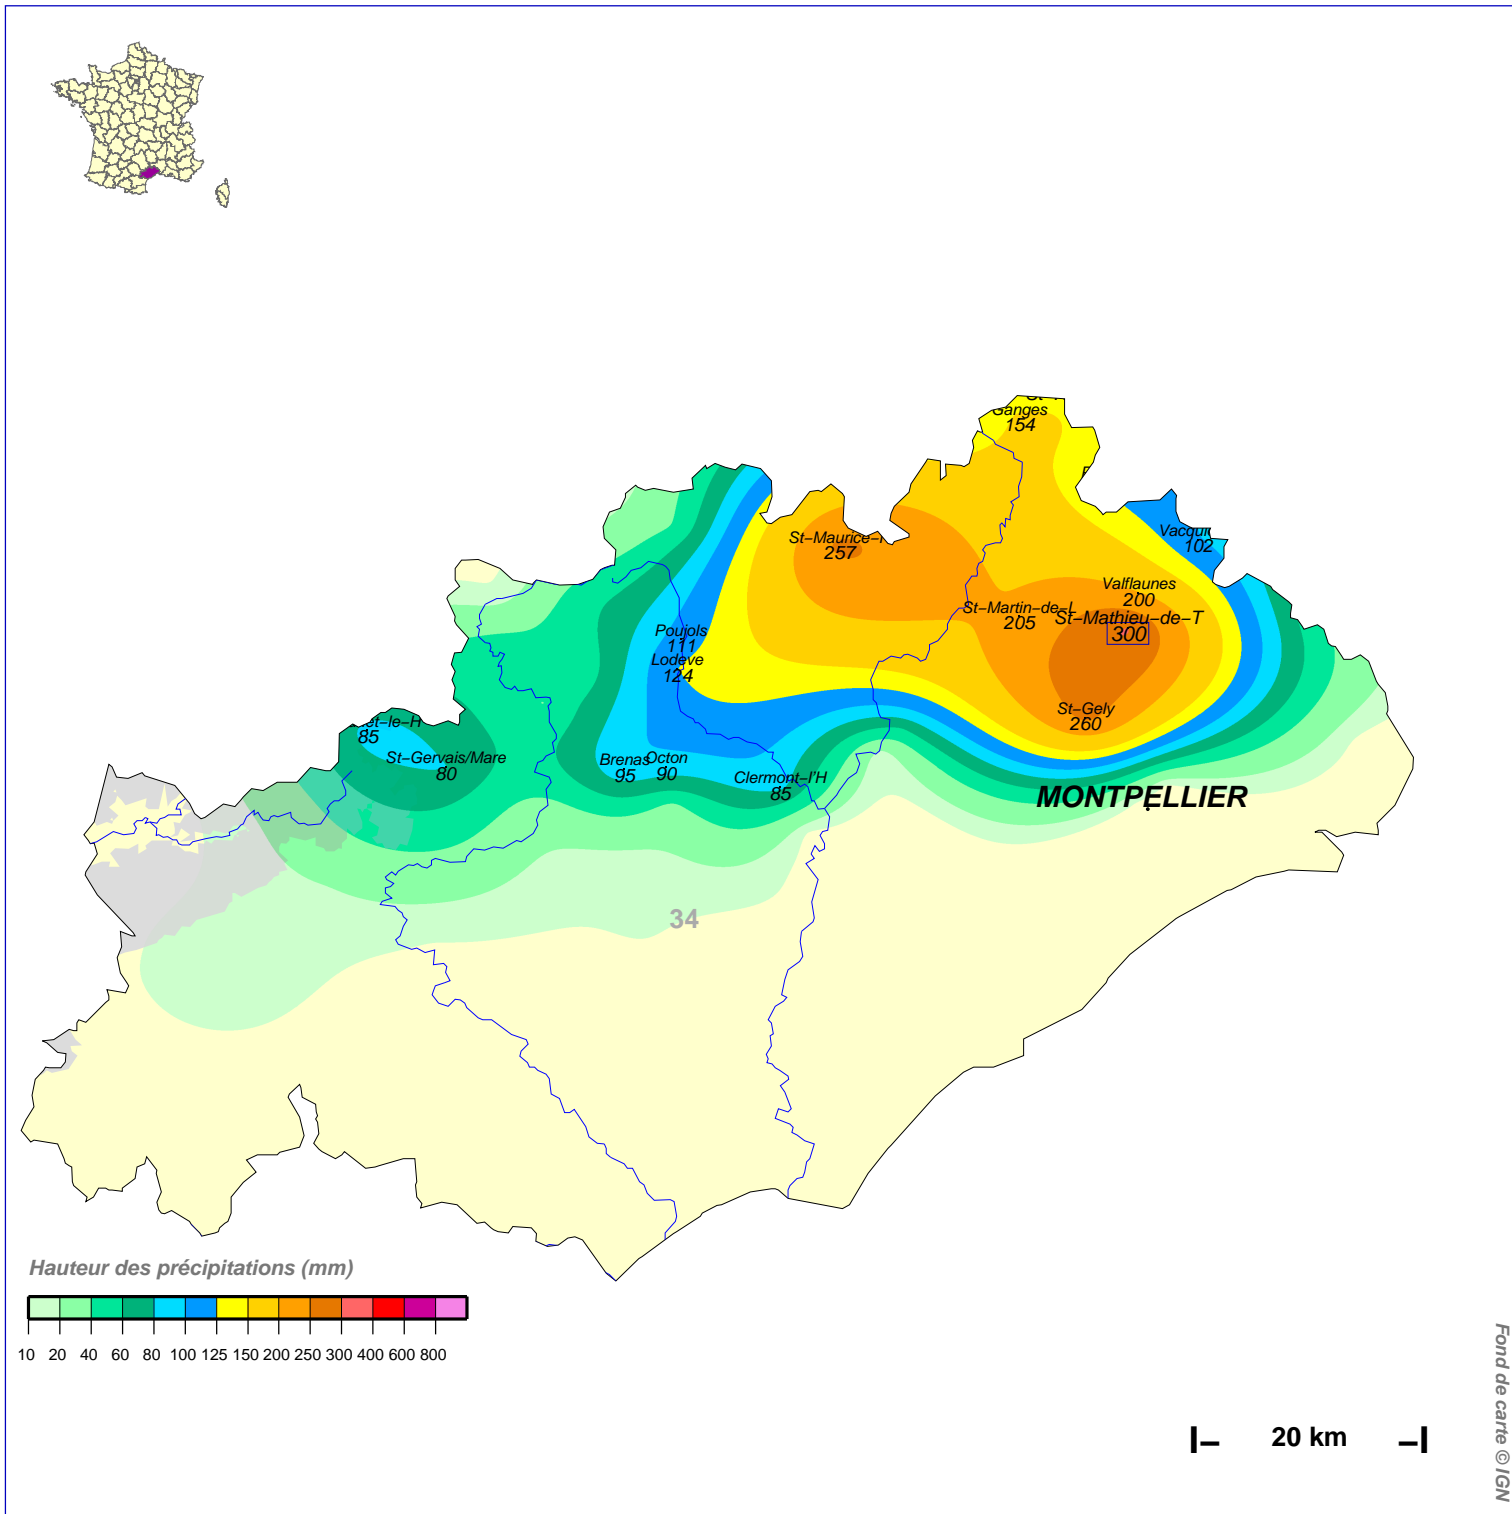 Ganges
154
St-Maurice-
257
102
Valflaunes
200
St-Martin-de-L
205
St-Mathieu-de-T
300
Poujols
111
Lodeve
124
St-Gely
260
et-le-H
85
St-Gervais/Mare
80
Brenas
95
Octon
90
Clermont-l'H
85
MONTPELLIER
34
Hauteur des précipitations (mm)
10 20 40 60 80 100 125 150 200 250 300 400 600 800
20 km
Fond de carte © IGN